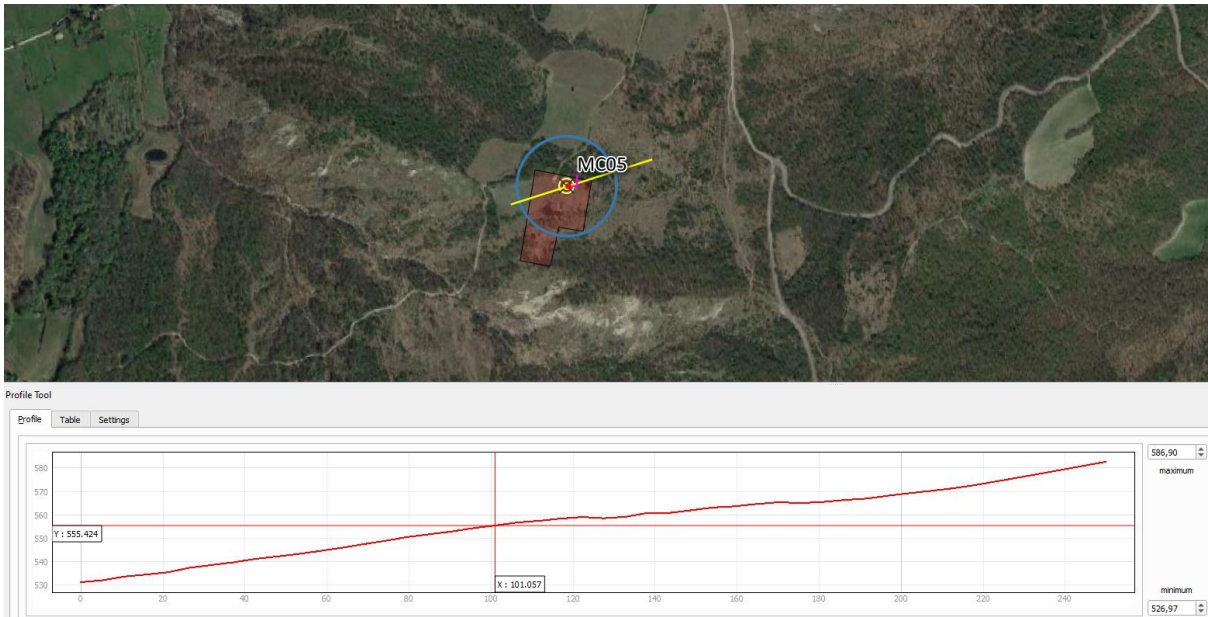 MC05
Profile Tool
Profile Table Settings
580
570
560
550
540
530
Y : 555.424
X : 101.057
0 20 40 60 80 100 120 140 160 180 200 220 240
586,90
maximum
minimum
526,97